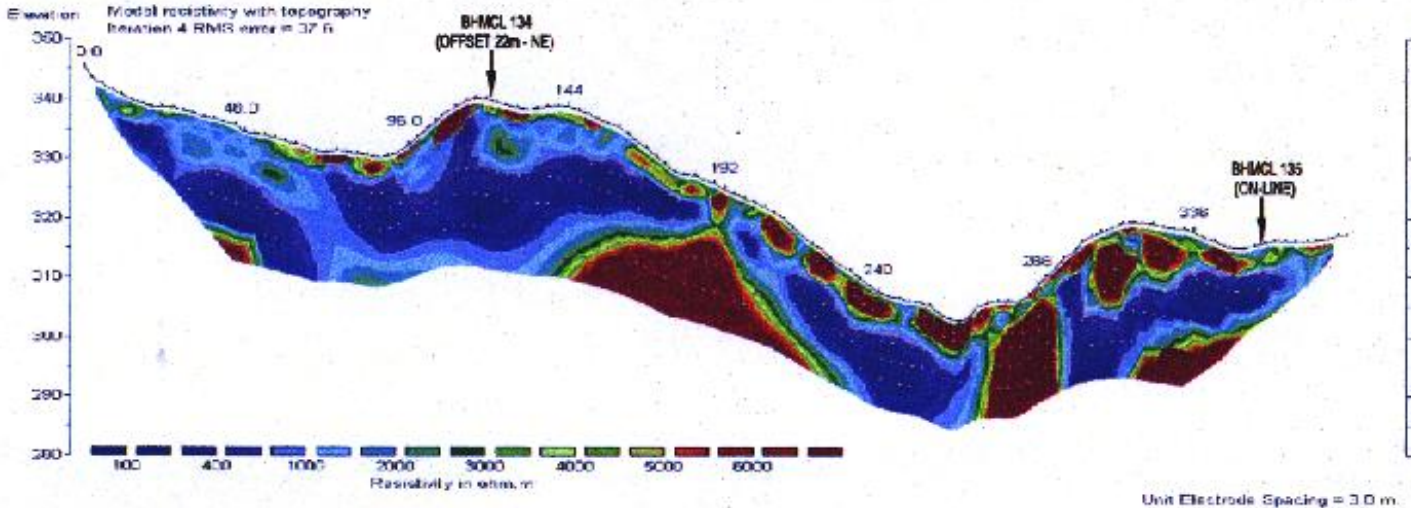 Elevation
Model resistivity with topography
Iteration 4 RMS error = 37.6
BHMCL 134
(OFFSET 22m - NE)
BHMCL 135
(ON-LINE)
350
340
330
320
310
300
290
280
0.0
48.0
96.0
144
192
240
288
336
100 400 1000 2000 3000 4000 5000 6000
Resistivity in ohm.m
Unit Electrode Spacing = 3.0 m.